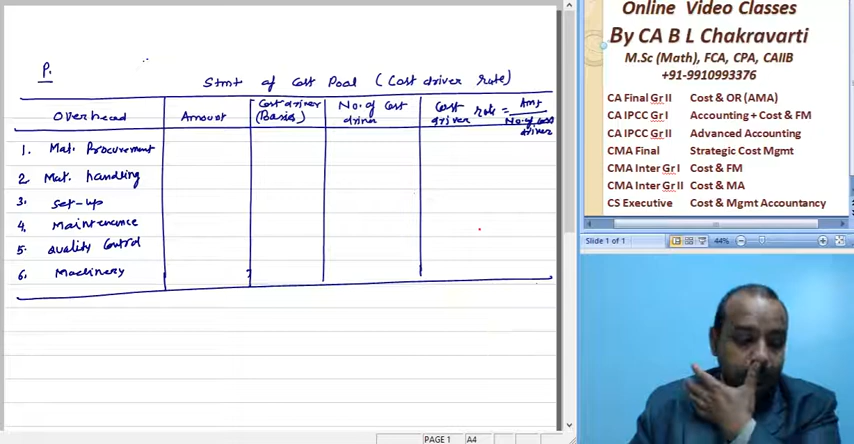 P.
Stmt of Cost Pool (Cost driver rate)
Overhead
Amount
Cost driver (Basis)
No. of Cost driver
Cost driver rate = Amt / No. of Cost driver
1. Mat. Procurement
2. Mat. handling
3. Set-up
4. Maintenance
5. Quality Control
6. Machinery
PAGE 1 A4
Online Video Classes
By CA B L Chakravarti
M.Sc (Math), FCA, CPA, CAIIB
+91-9910993376
CA Final Gr II Cost & OR (AMA)
CA IPCC Gr I Accounting + Cost & FM
CA IPCC Gr II Advanced Accounting
CMA Final Strategic Cost Mgmt
CMA Inter Gr I Cost & FM
CMA Inter Gr II Cost & MA
CS Executive Cost & Mgmt Accountancy
Slide 1 of 1 44%